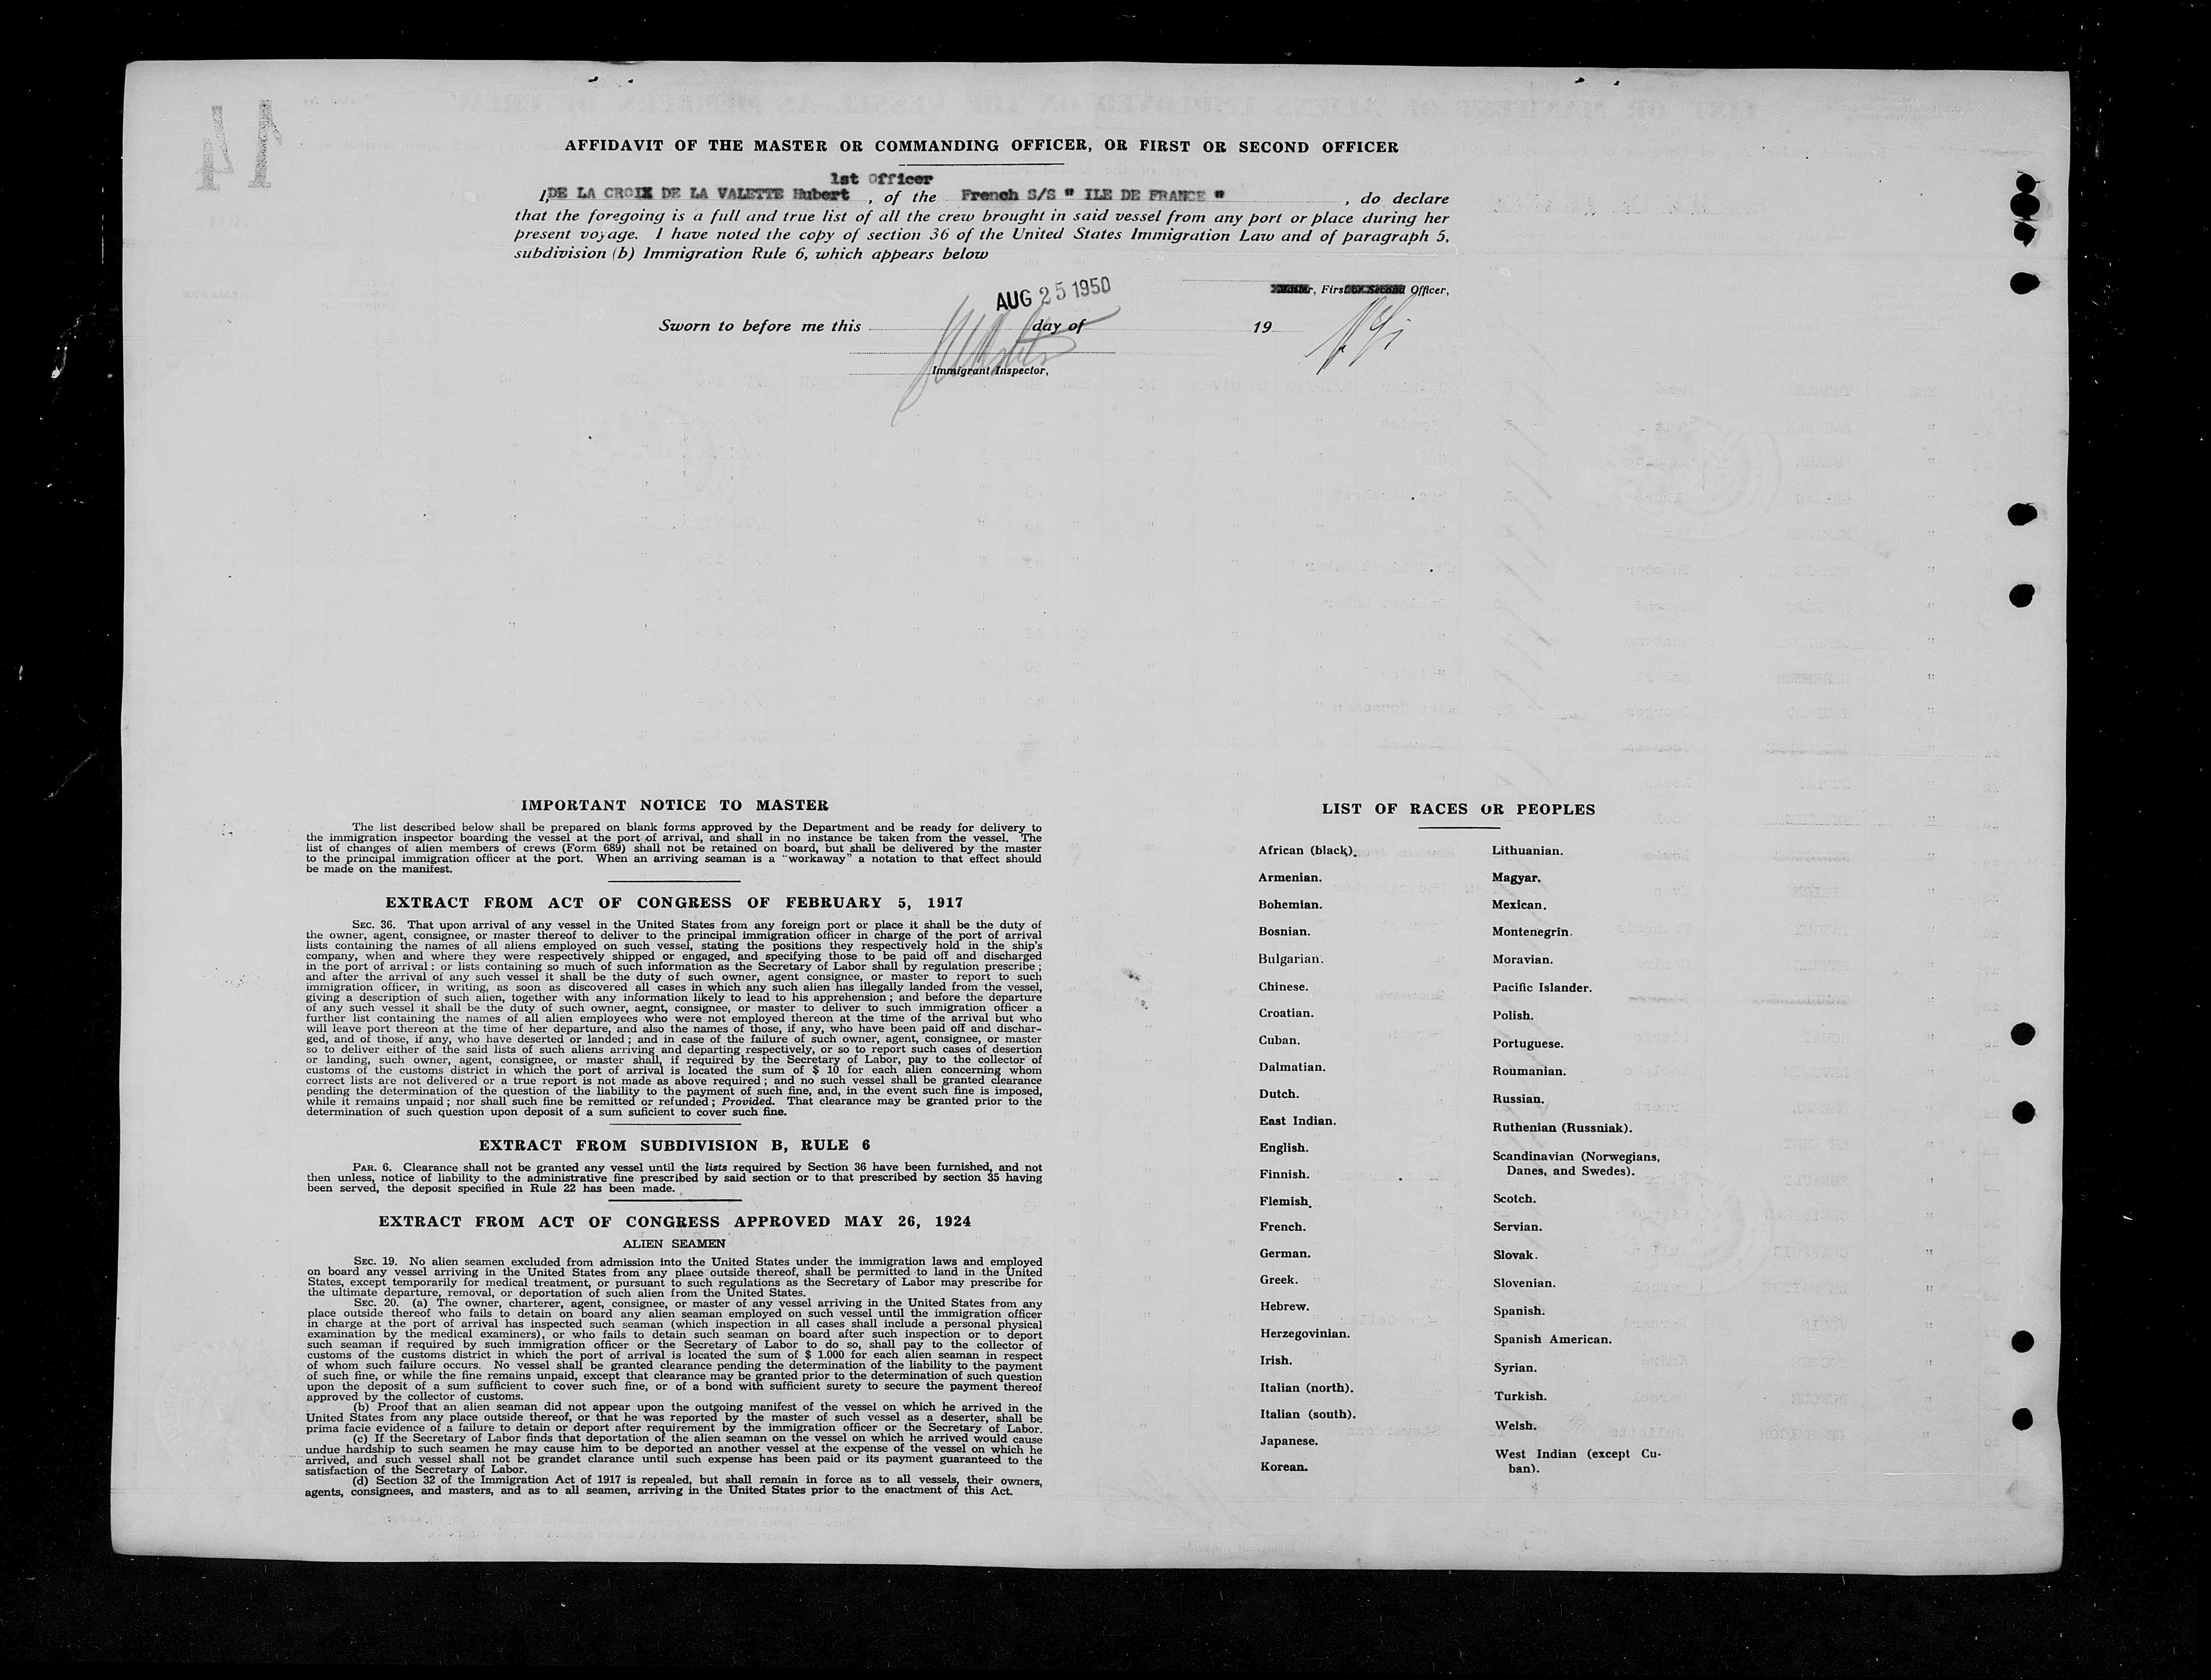 AFFIDAVIT OF THE MASTER OR COMMANDING OFFICER, OR FIRST OR SECOND OFFICER
1st Officer
I, DE LA CROIX DE LA VALETTE Hubert , of the French S/S " ILE DE FRANCE " , do declare
that the foregoing is a full and true list of all the crew brought in said vessel from any port or place during her
present voyage. I have noted the copy of section 36 of the United States Immigration Law and of paragraph 5,
subdivision (b) Immigration Rule 6, which appears below
AUG 25 1950
Master, First or Second Officer,
Sworn to before me this day of 19
Immigrant Inspector,
14
IMPORTANT NOTICE TO MASTER
The list described below shall be prepared on blank forms approved by the Department and be ready for delivery to
the immigration inspector boarding the vessel at the port of arrival, and shall in no instance be taken from the vessel. The
list of changes of alien members of crews (Form 689) shall not be retained on board, but shall be delivered by the master
to the principal immigration officer at the port. When an arriving seaman is a "workaway" a notation to that effect should
be made on the manifest.
EXTRACT FROM ACT OF CONGRESS OF FEBRUARY 5, 1917
SEC. 36. That upon arrival of any vessel in the United States from any foreign port or place it shall be the duty of
the owner, agent, consignee, or master thereof to deliver to the principal immigration officer in charge of the port of arrival
lists containing the names of all aliens employed on such vessel, stating the positions they respectively hold in the ship's
company, when and where they were respectively shipped or engaged, and specifying those to be paid off and discharged
in the port of arrival : or lists containing so much of such information as the Secretary of Labor shall by regulation prescribe ;
and after the arrival of any such vessel it shall be the duty of such owner, agent consignee, or master to report to such
immigration officer, in writing, as soon as discovered all cases in which any such alien has illegally landed from the vessel,
giving a description of such alien, together with any information likely to lead to his apprehension ; and before the departure
of any such vessel it shall be the duty of such owner, aegnt, consignee, or master to deliver to such immigration officer a
further list containing the names of all alien employees who were not employed thereon at the time of the arrival but who
will leave port thereon at the time of her departure, and also the names of those, if any, who have been paid off and dischar-
ged, and of those, if any, who have deserted or landed ; and in case of the failure of such owner, agent, consignee, or master
so to deliver either of the said lists of such aliens arriving and departing respectively, or so to report such cases of desertion
or landing, such owner, agent, consignee, or master shall, if required by the Secretary of Labor, pay to the collector of
customs of the customs district in which the port of arrival is located the sum of $ 10 for each alien concerning whom
correct lists are not delivered or a true report is not made as above required ; and no such vessel shall be granted clearance
pending the determination of the question of the liability to the payment of such fine, and, in the event such fine is imposed,
while it remains unpaid ; nor shall such fine be remitted or refunded ; Provided. That clearance may be granted prior to the
determination of such question upon deposit of a sum suficient to cover such fine.
EXTRACT FROM SUBDIVISION B, RULE 6
PAR. 6. Clearance shall not be granted any vessel until the lists required by Section 36 have been furnished, and not
then unless, notice of liability to the administrative fine prescribed by said section or to that prescribed by section 35 having
been served, the deposit specified in Rule 22 has been made.
EXTRACT FROM ACT OF CONGRESS APPROVED MAY 26, 1924
ALIEN SEAMEN
SEC. 19. No alien seamen excluded from admission into the United States under the immigration laws and employed
on board any vessel arriving in the United States from any place outside thereof, shall be permitted to land in the United
States, except temporarily for medical treatment, or pursuant to such regulations as the Secretary of Labor may prescribe for
the ultimate departure, removal, or deportation of such alien from the United States.
SEC. 20. (a) The owner, charterer, agent, consignee, or master of any vessel arriving in the United States from any
place outside thereof who fails to detain on board any alien seaman employed on such vessel until the immigration officer
in charge at the port of arrival has inspected such seaman (which inspection in all cases shall include a personal physical
examination by the medical examiners), or who fails to detain such seaman on board after such inspection or to deport
such seaman if required by such immigration officer or the Secretary of Labor to do so, shall pay to the collector of
customs of the customs district in which the port of arrival is located the sum of $ 1.000 for each alien seaman in respect
of whom such failure occurs. No vessel shall be granted clearance pending the determination of the liability to the payment
of such fine, or while the fine remains unpaid, except that clearance may be granted prior to the determination of such question
upon the deposit of a sum sufficient to cover such fine, or of a bond with sufficient surety to secure the payment thereof
approved by the collector of customs.
(b) Proof that an alien seaman did not appear upon the outgoing manifest of the vessel on which he arrived in the
United States from any place outside thereof, or that he was reported by the master of such vessel as a deserter, shall be
prima facie evidence of a failure to detain or deport after requirement by the immigration officer or the Secretary of Labor.
(c) If the Secretary of Labor finds that deportation of the alien seaman on the vessel on which he arrived would cause
undue hardship to such seamen he may cause him to be deported an another vessel at the expense of the vessel on which he
arrived, and such vessel shall not be grandet clarance until such expense has been paid or its payment guaranteed to the
satisfaction of the Secretary of Labor.
(d) Section 32 of the Immigration Act of 1917 is repealed, but shall remain in force as to all vessels, their owners,
agents, consignees, and masters, and as to all seamen, arriving in the United States prior to the enactment of this Act.
LIST OF RACES OR PEOPLES
African (black).
Armenian.
Bohemian.
Bosnian.
Bulgarian.
Chinese.
Croatian.
Cuban.
Dalmatian.
Dutch.
East Indian.
English.
Finnish.
Flemish.
French.
German.
Greek.
Hebrew.
Herzegovinian.
Irish.
Italian (north).
Italian (south).
Japanese.
Korean.
Lithuanian.
Magyar.
Mexican.
Montenegrin.
Moravian.
Pacific Islander.
Polish.
Portuguese.
Roumanian.
Russian.
Ruthenian (Russniak).
Scandinavian (Norwegians,
Danes, and Swedes).
Scotch.
Servian.
Slovak.
Slovenian.
Spanish.
Spanish American.
Syrian.
Turkish.
Welsh.
West Indian (except Cu-
ban).